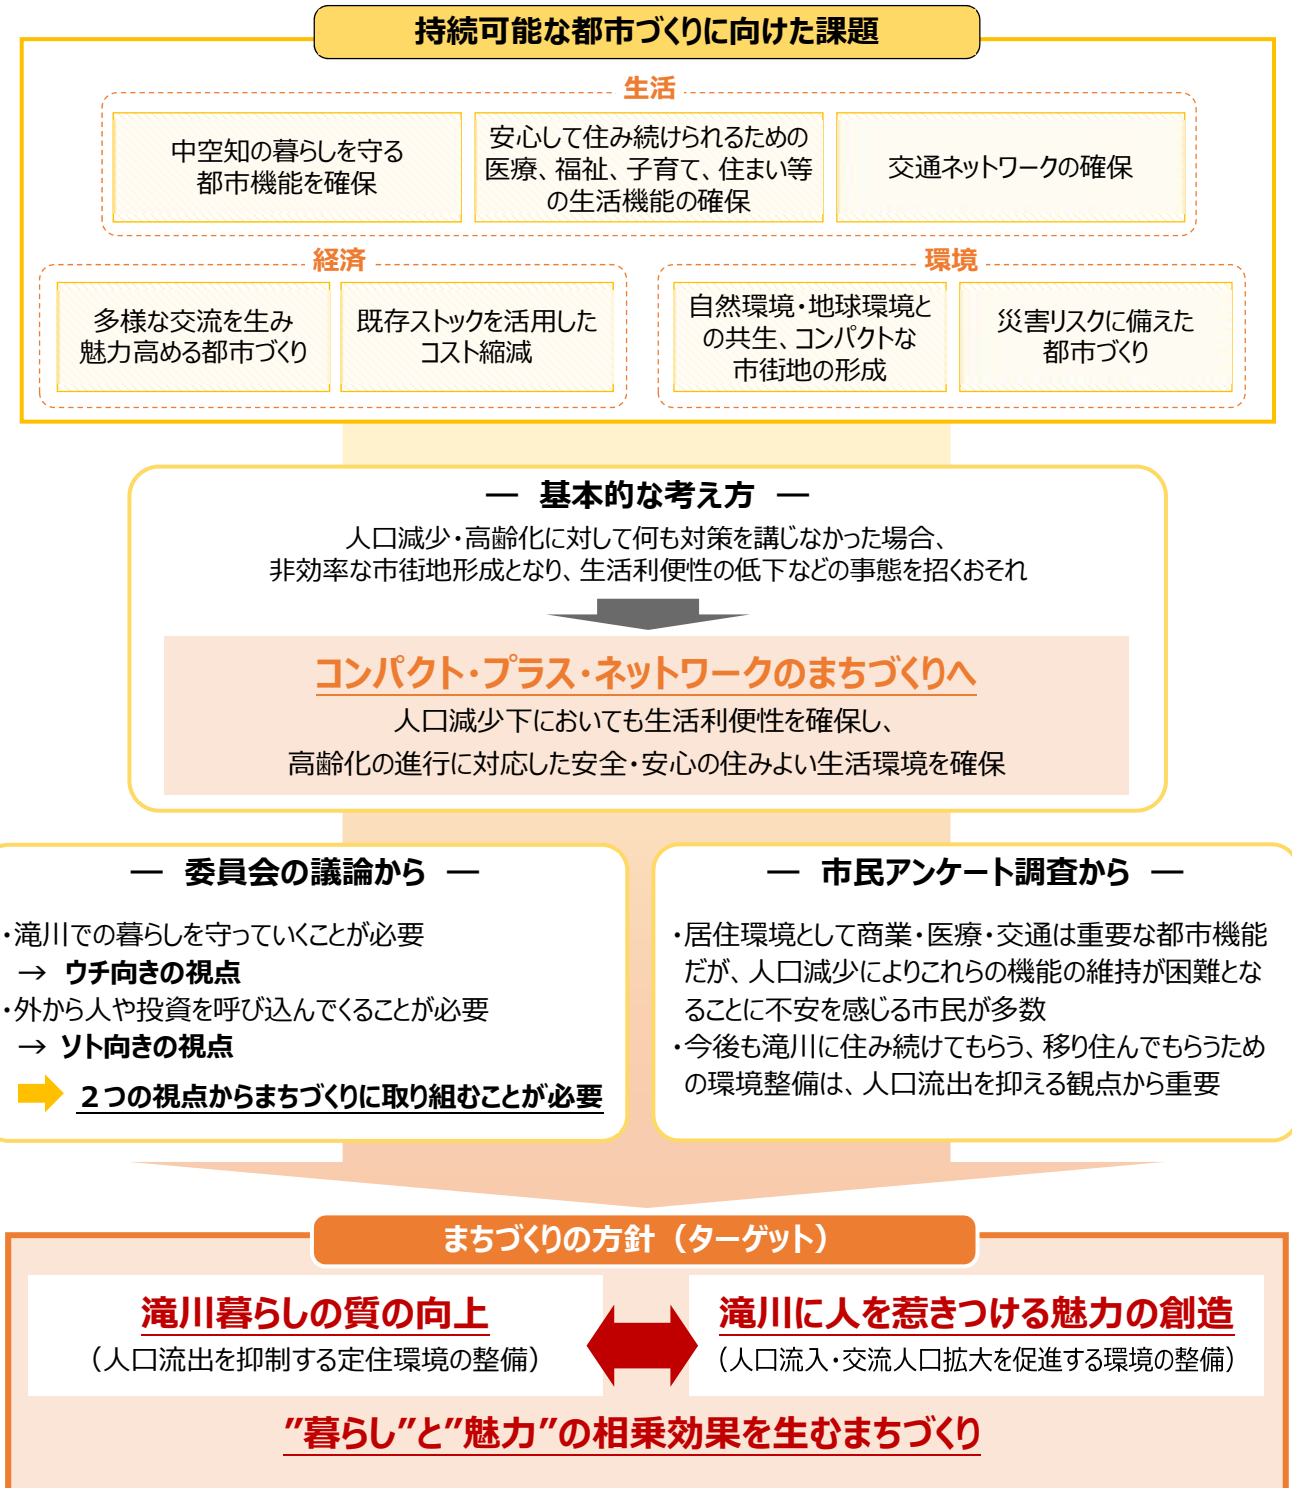 持続可能な都市づくりに向けた課題
生活
中空知の暮らしを守る
都市機能を確保
安心して住み続けられるための
医療、福祉、子育て、住まい等
の生活機能の確保
交通ネットワークの確保
経済
多様な交流を生み
魅力高める都市づくり
既存ストックを活用した
コスト縮減
環境
自然環境・地球環境と
の共生、コンパクトな
市街地の形成
災害リスクに備えた
都市づくり
― 基本的な考え方 ―
人口減少・高齢化に対して何も対策を講じなかった場合、
非効率な市街地形成となり、生活利便性の低下などの事態を招くおそれ
コンパクト・プラス・ネットワークのまちづくりへ
人口減少下においても生活利便性を確保し、
高齢化の進行に対応した安全・安心の住みよい生活環境を確保
― 委員会の議論から ―
・滝川での暮らしを守っていくことが必要
→ ウチ向きの視点
・外から人や投資を呼び込んでくることが必要
→ ソト向きの視点
２つの視点からまちづくりに取り組むことが必要
― 市民アンケート調査から ―
・居住環境として商業・医療・交通は重要な都市機能
だが、人口減少によりこれらの機能の維持が困難とな
ることに不安を感じる市民が多数
・今後も滝川に住み続けてもらう、移り住んでもらうため
の環境整備は、人口流出を抑える観点から重要
まちづくりの方針（ターゲット）
滝川暮らしの質の向上
（人口流出を抑制する定住環境の整備）
滝川に人を惹きつける魅力の創造
（人口流入・交流人口拡大を促進する環境の整備）
”暮らし”と”魅力”の相乗効果を生むまちづくり